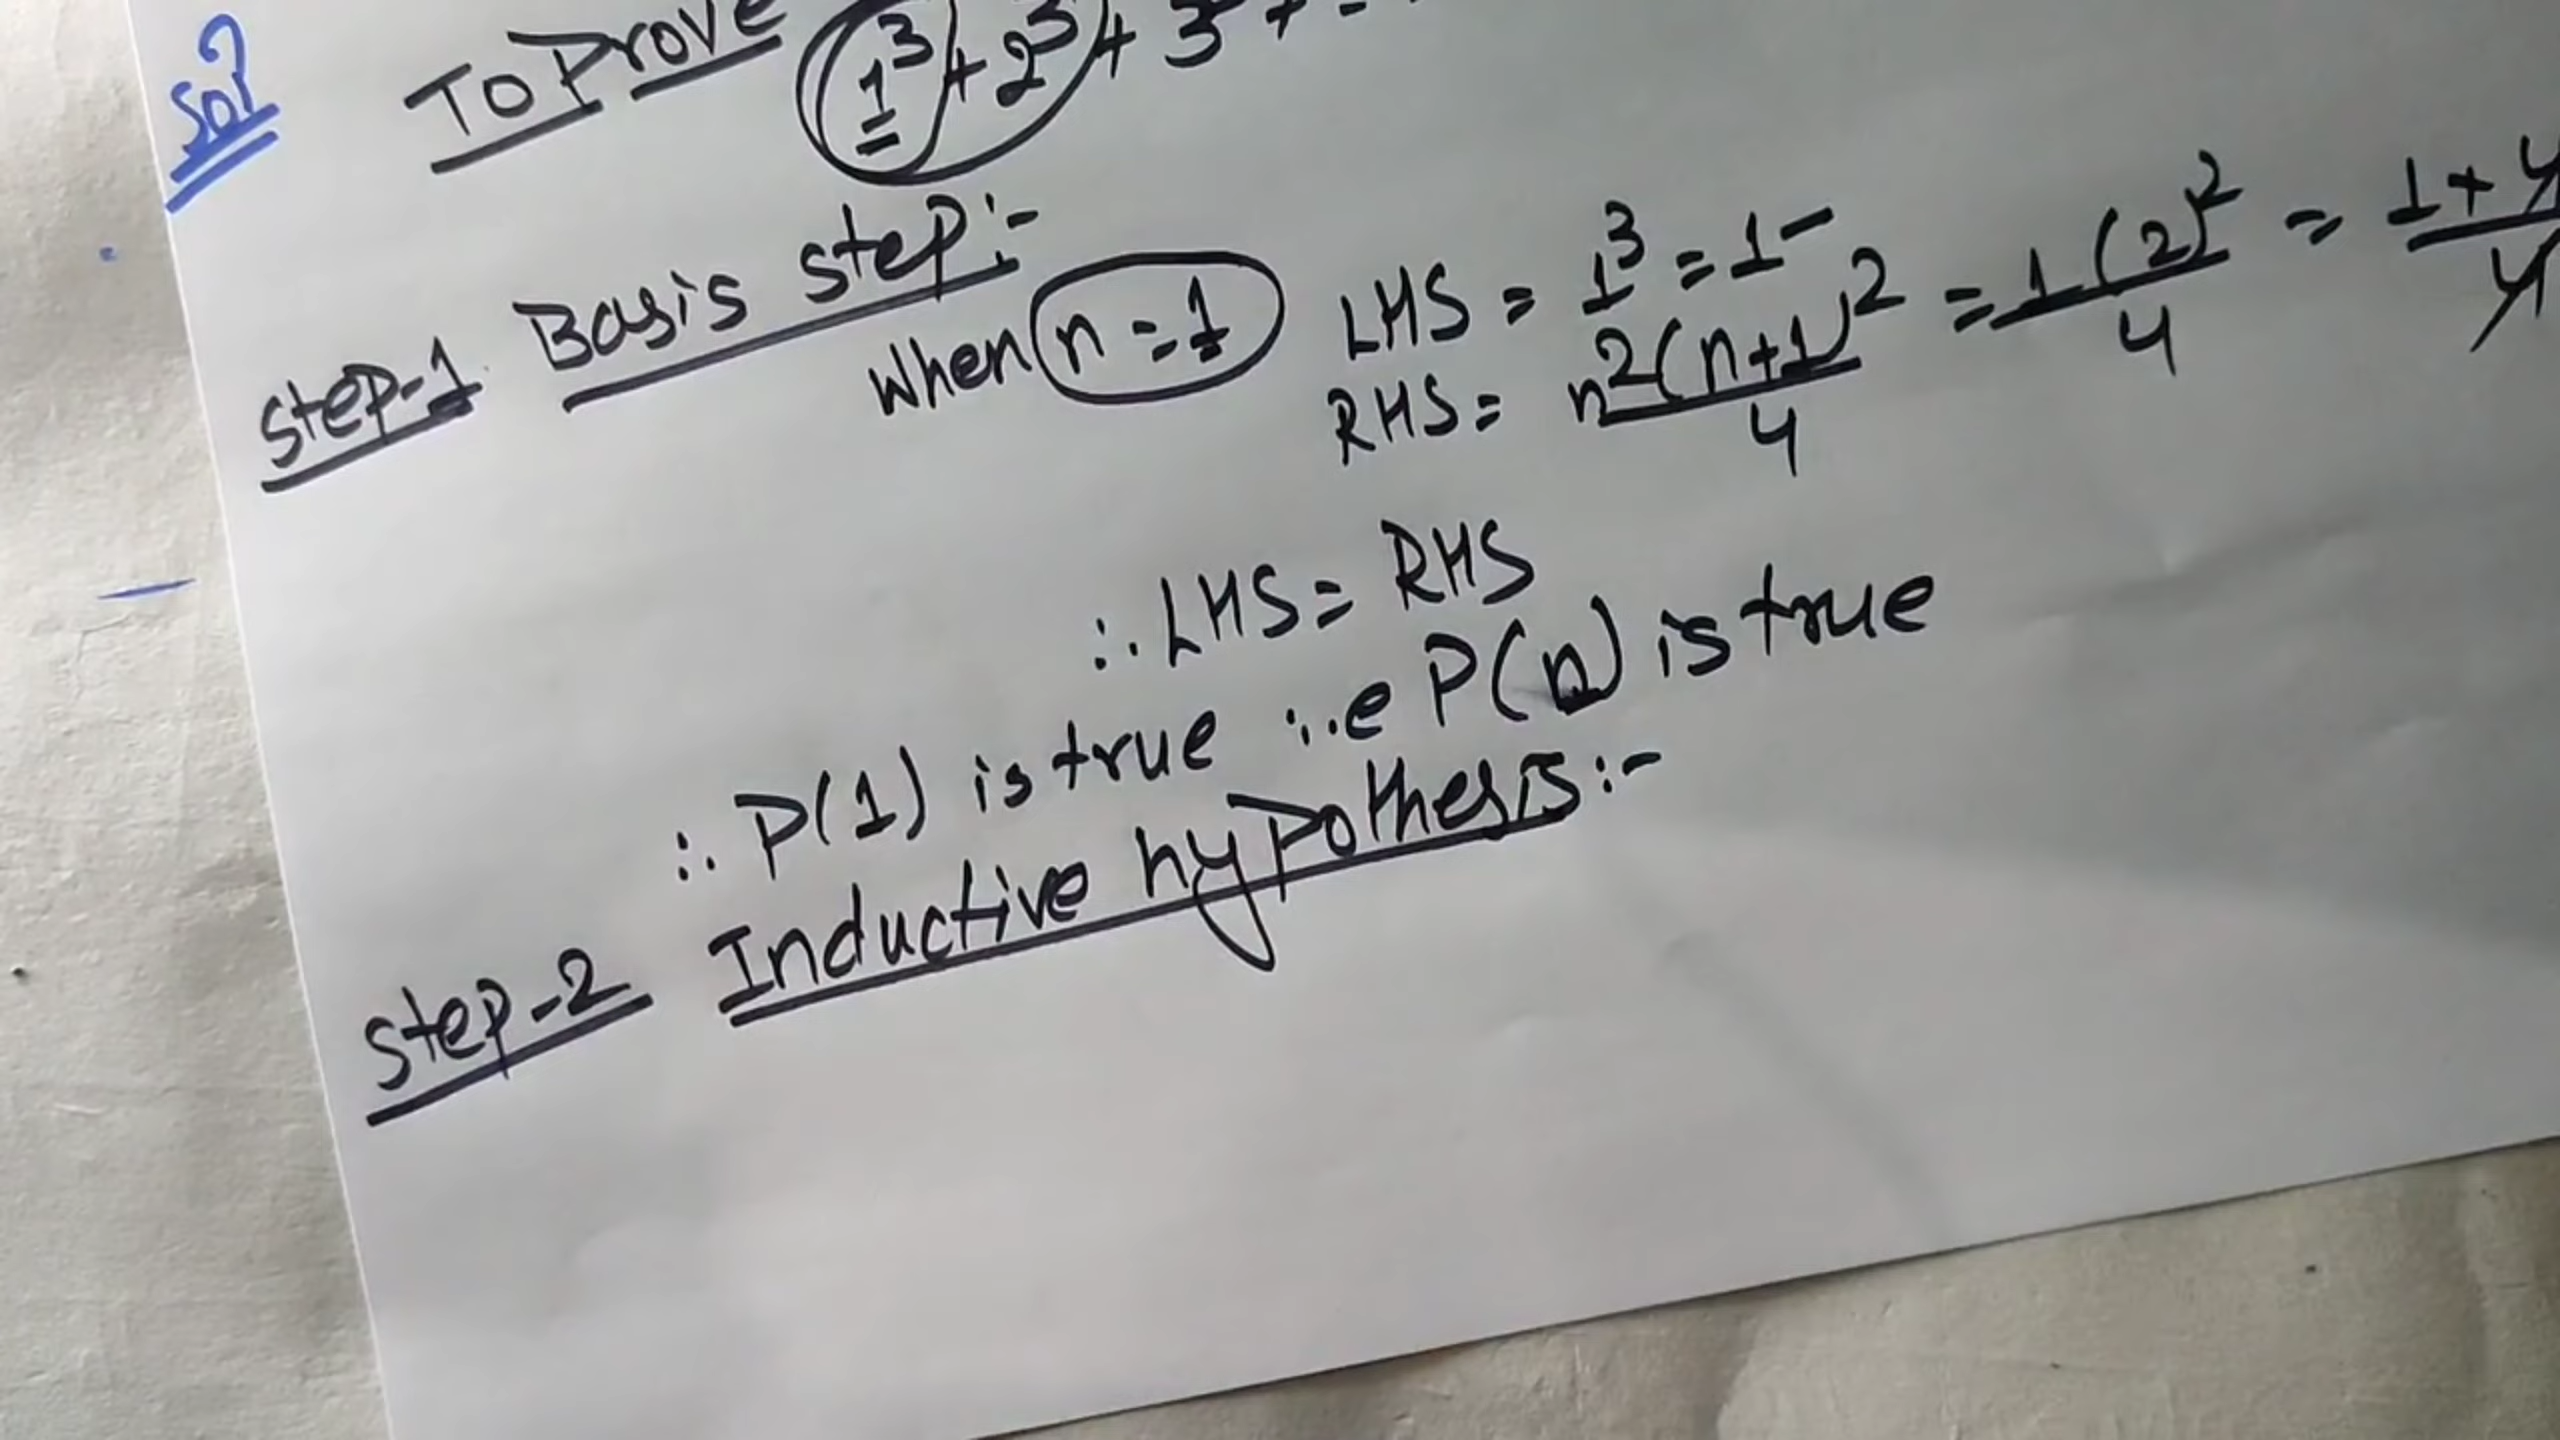 Sol
To Prove 1³ + 2³ + 3³ + - -
Step-1 Basis step:-
When n = 1 LHS = 1³ = 1
RHS = n²(n+1)²/4 = 1(2)²/4 = 1+4/4
∴ LHS = RHS
∴ P(1) is true i.e P(n) is true
Step-2 Inductive hypothesis:-